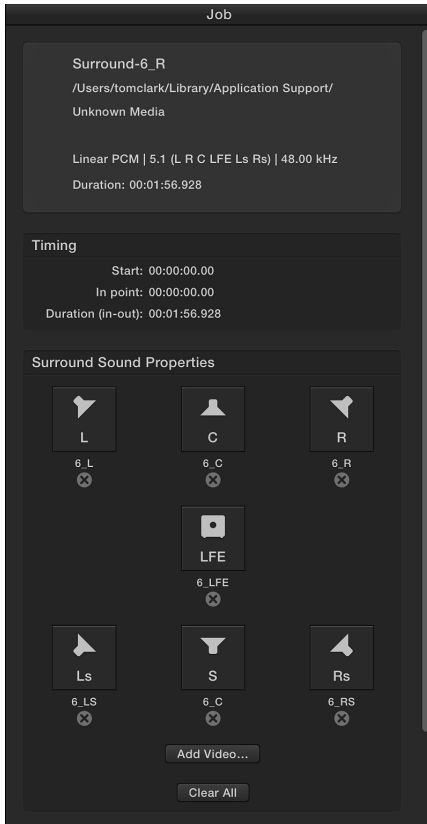 Job
Surround-6_R
/Users/tomclark/Library/Application Support/
Unknown Media
Linear PCM | 5.1 (L R C LFE Ls Rs) | 48.00 kHz
Duration: 00:01:56.928
Timing
Start: 00:00:00.00
In point: 00:00:00.00
Duration (in-out): 00:01:56.928
Surround Sound Properties
L C R
6_L 6_C 6_R
LFE
6_LFE
Ls S Rs
6_LS 6_C 6_RS
Add Video...
Clear All